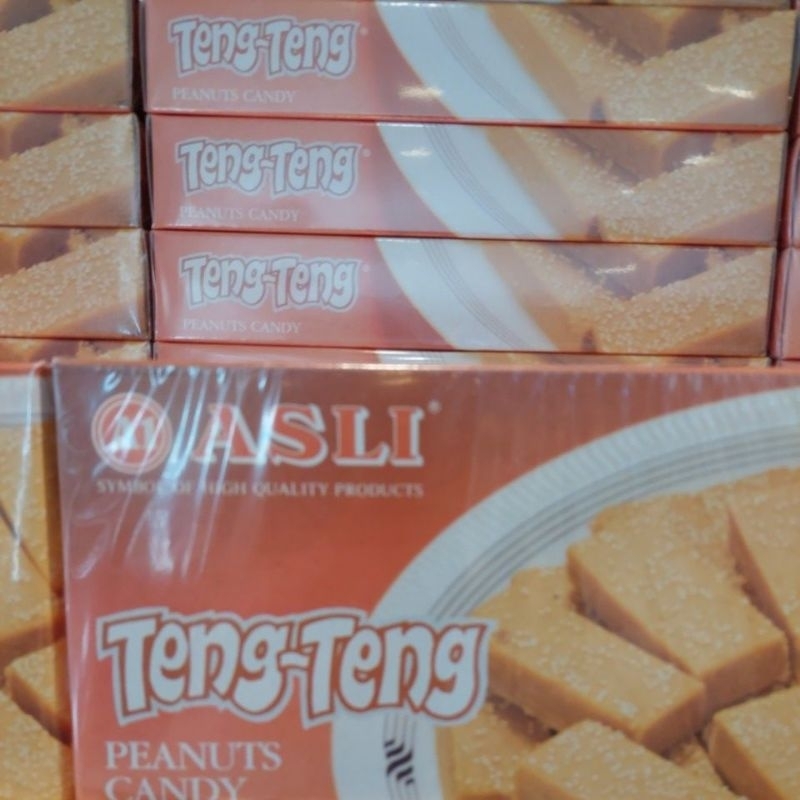 Teng-Teng
PEANUTS CANDY
Teng-Teng
PEANUTS CANDY
Teng-Teng
PEANUTS CANDY
M ASLI
SYMBOL OF HIGH QUALITY PRODUCTS
Teng-Teng
PEANUTS
CANDY